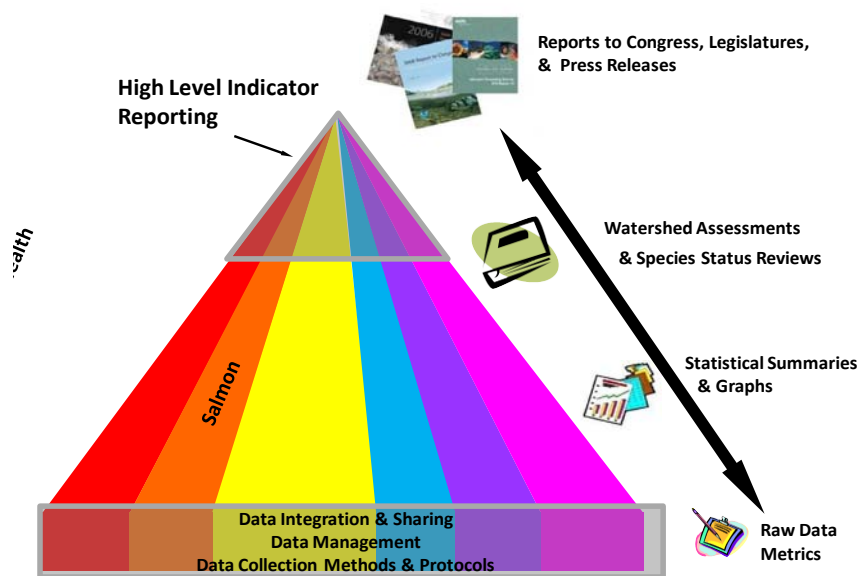 2006
Reports to Congress, Legislatures,
& Press Releases
High Level Indicator
Reporting
Watershed Assessments
& Species Status Reviews
Statistical Summaries
& Graphs
Salmon
Data Integration & Sharing
Data Management
Data Collection Methods & Protocols
Raw Data
Metrics